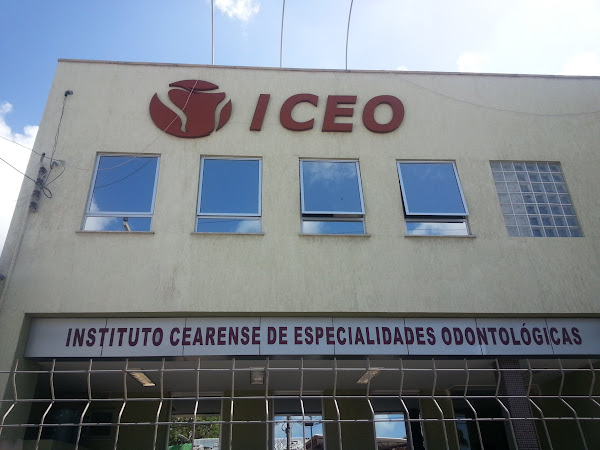 ICEO
INSTITUTO CEARENSE DE ESPECIALIDADES ODONTOLÓGICAS